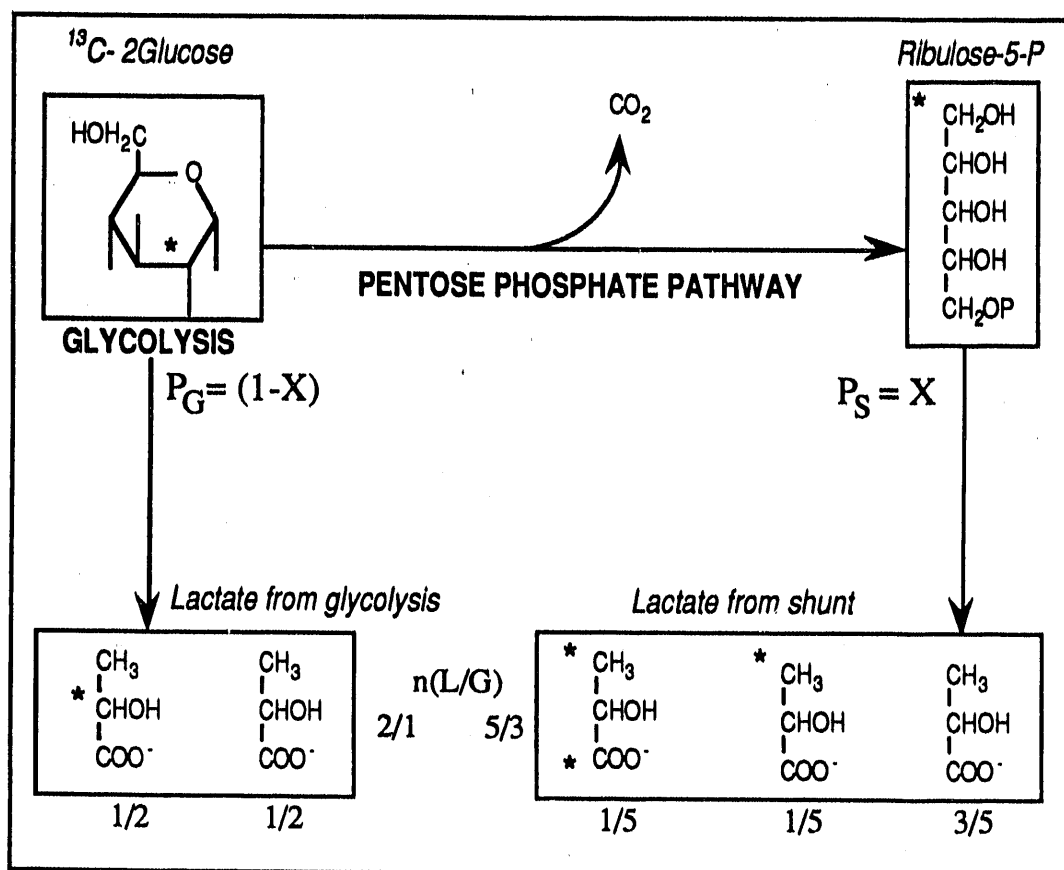 ¹³C- 2Glucose
Ribulose-5-P
HOH₂C
O
*
CO₂
* CH₂OH
CHOH
CHOH
CHOH
CH₂OP
PENTOSE PHOSPHATE PATHWAY
GLYCOLYSIS
P_G= (1-X)
P_S = X
Lactate from glycolysis
Lactate from shunt
CH₃
* CHOH
COO⁻
CH₃
CHOH
COO⁻
n(L/G)
2/1 5/3
* CH₃
CHOH
* COO⁻
* CH₃
CHOH
COO⁻
CH₃
CHOH
COO⁻
1/2 1/2 1/5 1/5 3/5